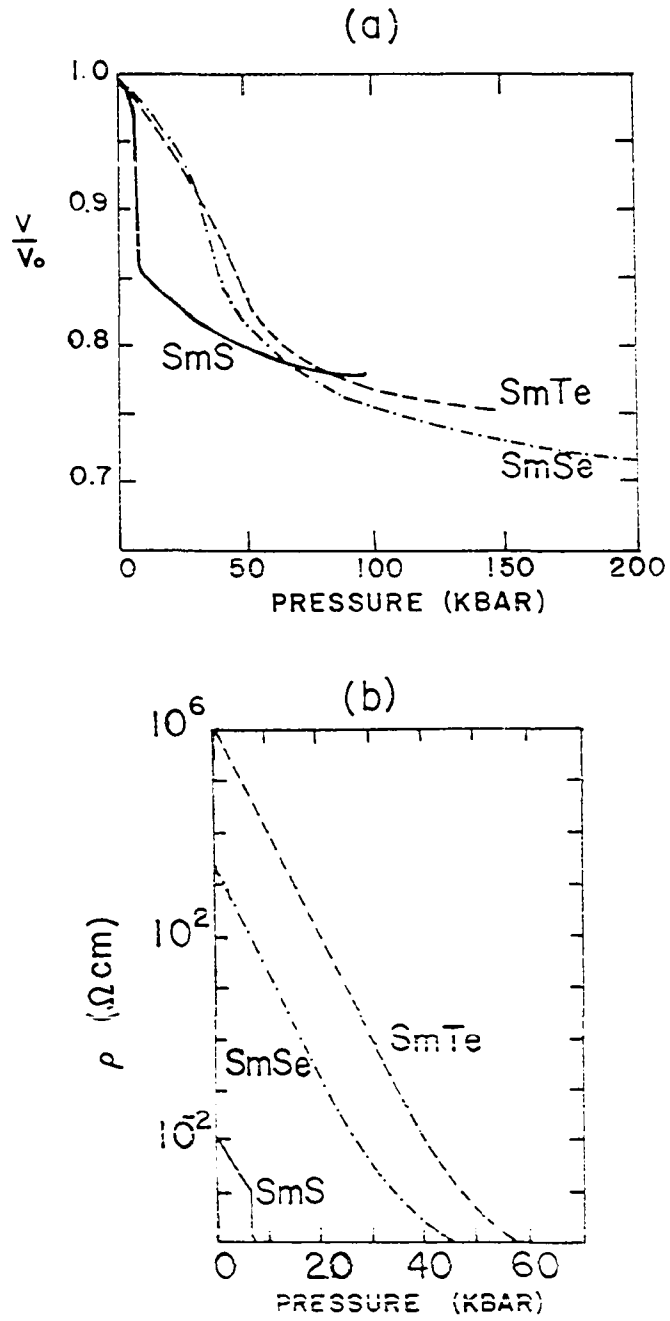 (a)
1.0
0.9
V/V₀
0.8
0.7
SmS
SmTe
SmSe
0 50 100 150 200
PRESSURE (KBAR)
(b)
10⁶
10²
10⁻²
ρ (Ωcm)
SmTe
SmSe
SmS
0 20 40 60
PRESSURE (KBAR)